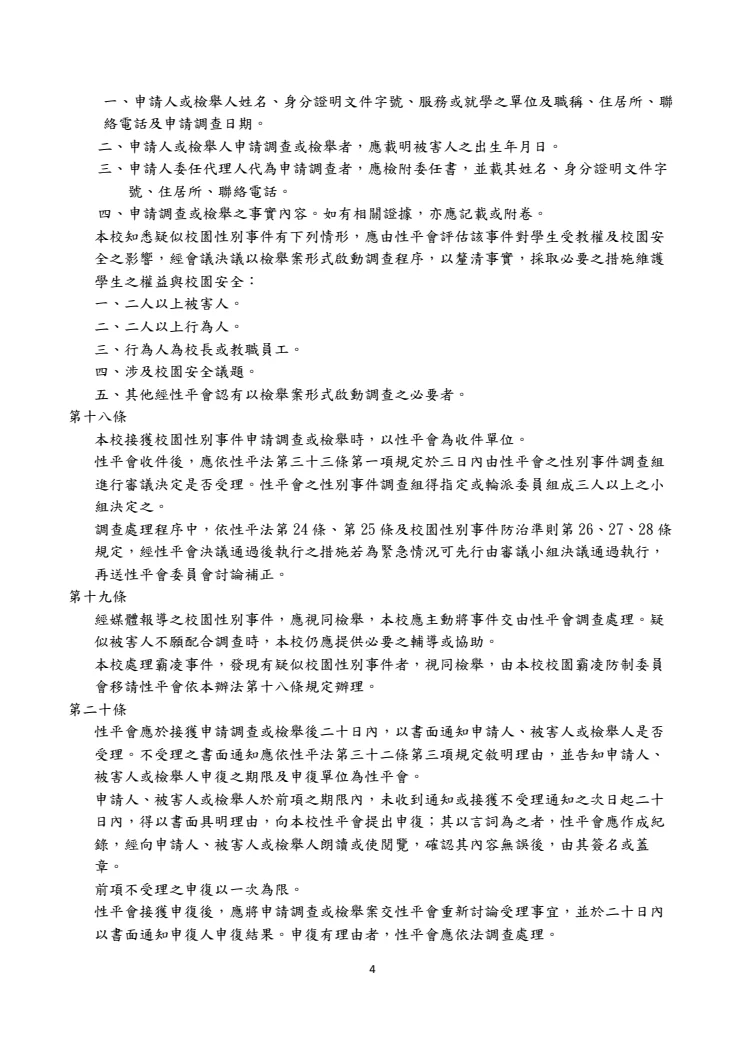 一、申請人或檢舉人姓名、身分證明文件字號、服務或就學之單位及職稱、住居所、聯
絡電話及申請調查日期。
二、申請人或檢舉人申請調查或檢舉者，應載明被害人之出生年月日。
三、申請人委任代理人代為申請調查者，應檢附委任書，並載其姓名、身分證明文件字
號、住居所、聯絡電話。
四、申請調查或檢舉之事實內容。如有相關證據，亦應記載或附卷。
本校知悉疑似校園性別事件有下列情形，應由性平會評估該事件對學生受教權及校園安
全之影響，經會議決議以檢舉案形式啟動調查程序，以釐清事實，採取必要之措施維護
學生之權益與校園安全：
一、二人以上被害人。
二、二人以上行為人。
三、行為人為校長或教職員工。
四、涉及校園安全議題。
五、其他經性平會認有以檢舉案形式啟動調查之必要者。
第十八條
本校接獲校園性別事件申請調查或檢舉時，以性平會為收件單位。
性平會收件後，應依性平法第三十三條第一項規定於三日內由性平會之性別事件調查組
進行審議決定是否受理。性平會之性別事件調查組得指定或輪派委員組成三人以上之小
組決定之。
調查處理程序中，依性平法第 24 條、第 25 條及校園性別事件防治準則第 26、27、28 條
規定，經性平會決議通過後執行之措施若為緊急情況可先行由審議小組決議通過執行，
再送性平會委員會討論補正。
第十九條
經媒體報導之校園性別事件，應視同檢舉，本校應主動將事件交由性平會調查處理。疑
似被害人不願配合調查時，本校仍應提供必要之輔導或協助。
本校處理霸凌事件，發現有疑似校園性別事件者，視同檢舉，由本校校園霸凌防制委員
會移請性平會依本辦法第十八條規定辦理。
第二十條
性平會應於接獲申請調查或檢舉後二十日內，以書面通知申請人、被害人或檢舉人是否
受理。不受理之書面通知應依性平法第三十二條第三項規定敘明理由，並告知申請人、
被害人或檢舉人申復之期限及申復單位為性平會。
申請人、被害人或檢舉人於前項之期限內，未收到通知或接獲不受理通知之次日起二十
日內，得以書面具明理由，向本校性平會提出申復；其以言詞為之者，性平會應作成紀
錄，經向申請人、被害人或檢舉人朗讀或使閱覽，確認其內容無誤後，由其簽名或蓋
章。
前項不受理之申復以一次為限。
性平會接獲申復後，應將申請調查或檢舉案交性平會重新討論受理事宜，並於二十日內
以書面通知申復人申復結果。申復有理由者，性平會應依法調查處理。
4